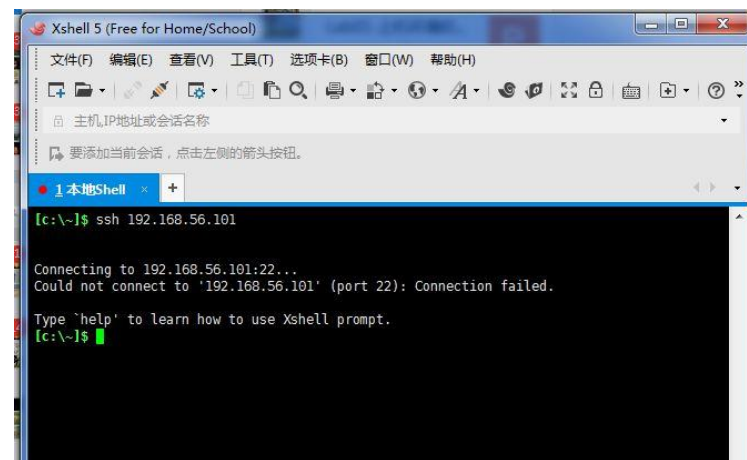 Xshell 5 (Free for Home/School)
文件(F) 编辑(E) 查看(V) 工具(T) 选项卡(B) 窗口(W) 帮助(H)
主机,IP地址或会话名称
要添加当前会话，点击左侧的箭头按钮。
1 本地Shell × +
[c:\~]$ ssh 192.168.56.101
Connecting to 192.168.56.101:22...
Could not connect to '192.168.56.101' (port 22): Connection failed.
Type `help' to learn how to use Xshell prompt.
[c:\~]$